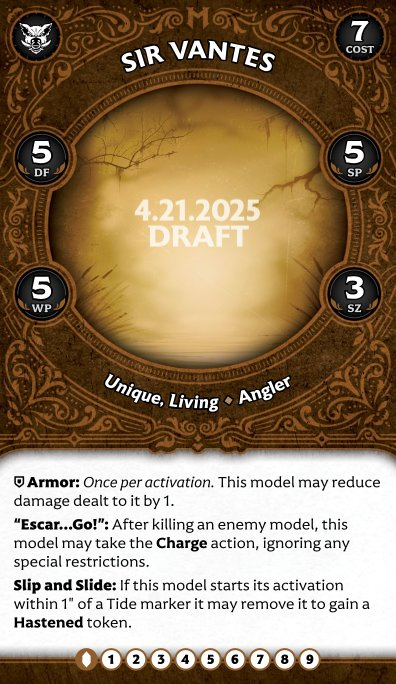 SIR VANTES
7
COST
5
DF
5
SP
4.21.2025
DRAFT
5
WP
3
SZ
Unique, Living ◆ Angler
Armor: Once per activation. This model may reduce
damage dealt to it by 1.
“Escar...Go!”: After killing an enemy model, this
model may take the Charge action, ignoring any
special restrictions.
Slip and Slide: If this model starts its activation
within 1" of a Tide marker it may remove it to gain a
Hastened token.
1 2 3 4 5 6 7 8 9